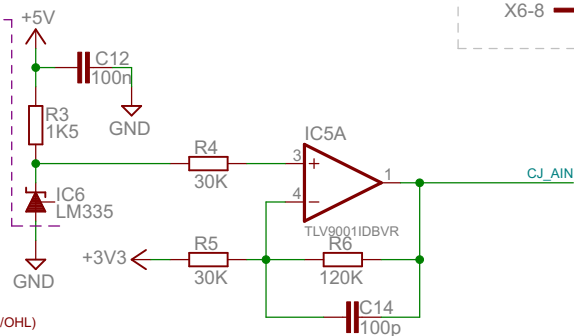 X6-8
+5V
C12
100n
GND
R3
1K5
R4
30K
IC5A
3
+
1
4
−
TLV9001IDBVR
CJ_AIN
IC6
LM335
GND
+3V3
R5
30K
R6
120K
C14
100p
/OHL)